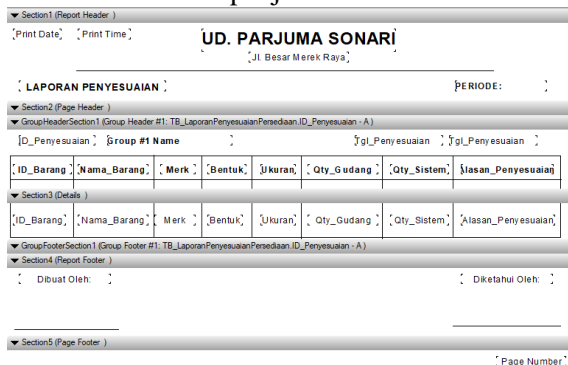 Section1 (Report Header )
Print Date Print Time UD. PARJUMA SONARI
Jl. Besar Merek Raya
LAPORAN PENYESUAIAN PERIODE:
Section2 (Page Header )
GroupHeaderSection1 (Group Header #1: TB_LaporanPenyesuaianPersediaan.ID_Penyesuaian - A )
ID_Penyesuaian Group #1 Name Tgl_Penyesuaian Tgl_Penyesuaian
ID_Barang Nama_Barang Merk Bentuk Ukuran Qty_Gudang Qty_Sistem Alasan_Penyesuaian
Section3 (Details )
ID_Barang Nama_Barang Merk Bentuk Ukuran Qty_Gudang Qty_Sistem Alasan_Penyesuaian
GroupFooterSection1 (Group Footer #1: TB_LaporanPenyesuaianPersediaan.ID_Penyesuaian - A )
Section4 (Report Footer )
Dibuat Oleh: Diketahui Oleh:
Section5 (Page Footer )
Page Number